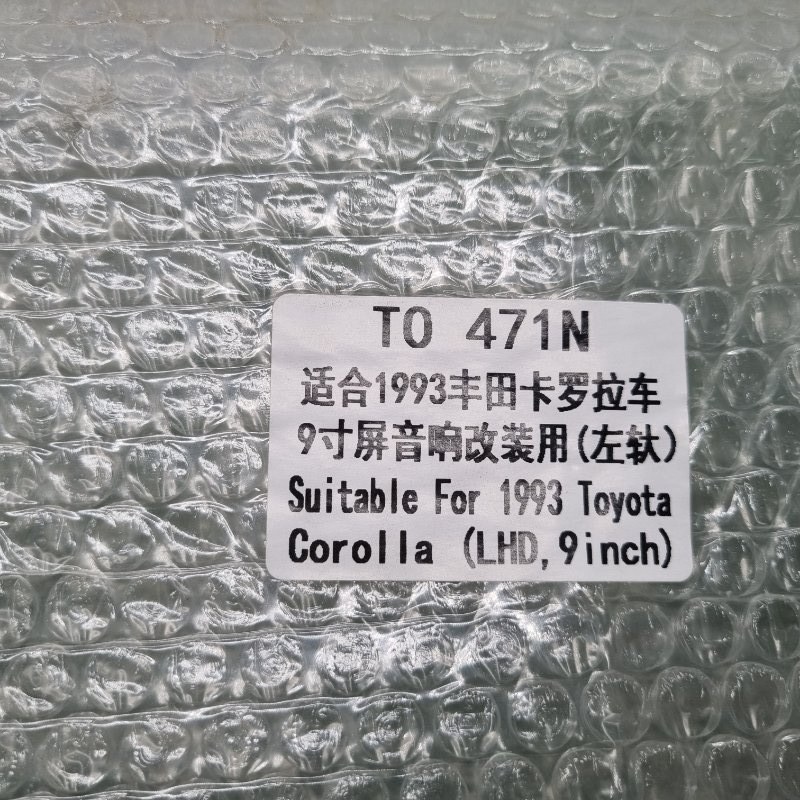 TO 471N
适合1993丰田卡罗拉车
9寸屏音响改装用(左轪)
Suitable For 1993 Toyota
Corolla (LHD,9inch)